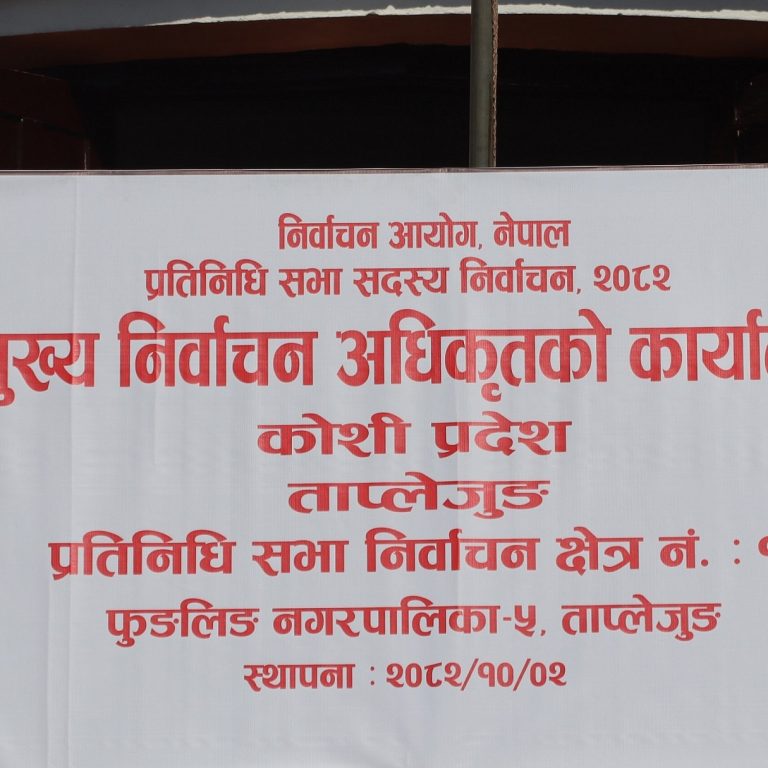 निर्वाचन आयोग, नेपाल
प्रतिनिधि सभा सदस्य निर्वाचन, २०८२
निर्वाचन अधिकृतको
कोशी प्रदेश
ताप्लेजुङ
प्रतिनिधि सभा निर्वाचन क्षेत्र नं. :
फुङलिङ नगरपालिका-५, ताप्लेजुङ
स्थापना : २०८२/१०/०२